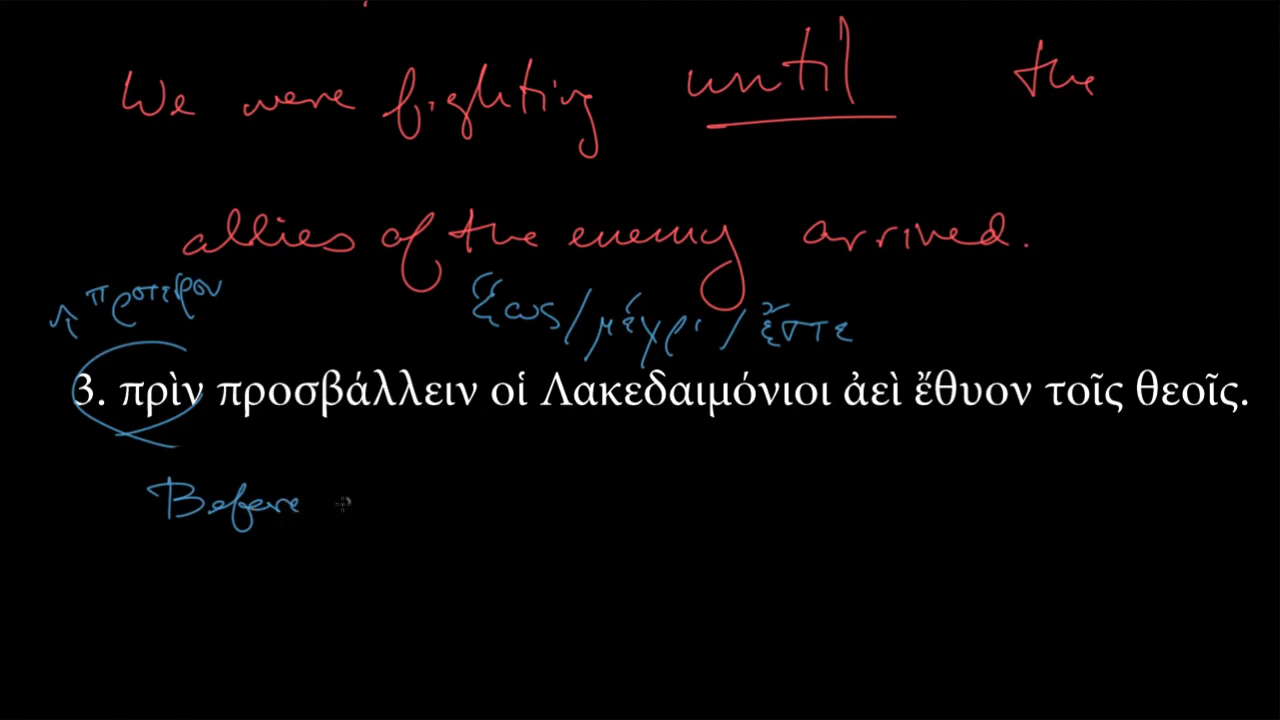 We were fighting until the
allies of the enemy arrived.
ἢ πρότερον
ἕως/μέχρι/ἔστε
3. πρὶν προσβάλλειν οἱ Λακεδαιμόνιοι ἀεὶ ἔθυον τοῖς θεοῖς.
Before